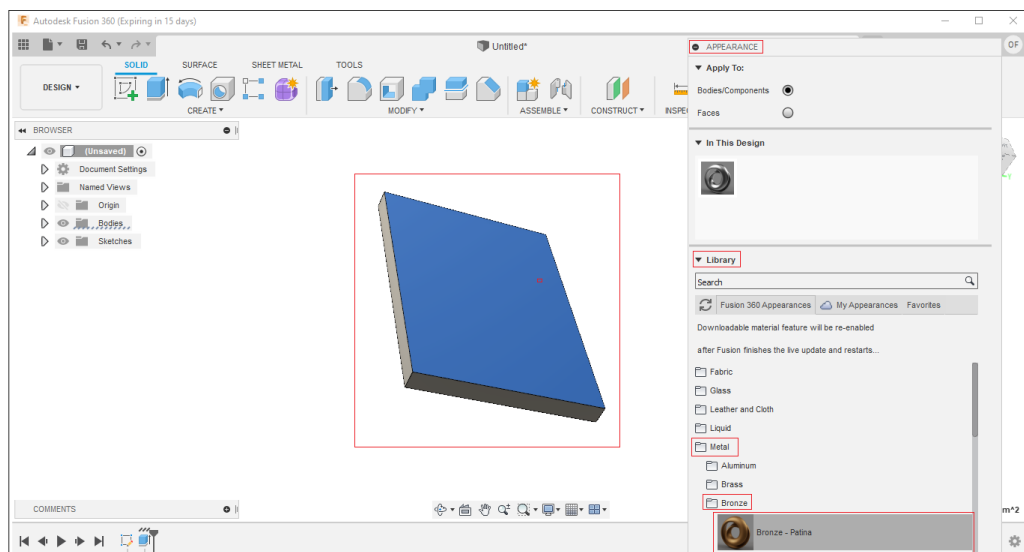 Autodesk Fusion 360 (Expiring in 15 days)
Untitled*
OF
APPEARANCE
SOLID SURFACE SHEET METAL TOOLS
DESIGN
CREATE MODIFY ASSEMBLE CONSTRUCT INSPE
Apply To:
Bodies/Components
Faces
BROWSER
(Unsaved)
Document Settings
Named Views
Origin
Bodies
Sketches
In This Design
Library
Search
Fusion 360 Appearances My Appearances Favorites
Downloadable material feature will be re-enabled
after Fusion finishes the live update and restarts...
Fabric
Glass
Leather and Cloth
Liquid
Metal
Aluminum
Brass
Bronze
Bronze - Patina
COMMENTS
m^2